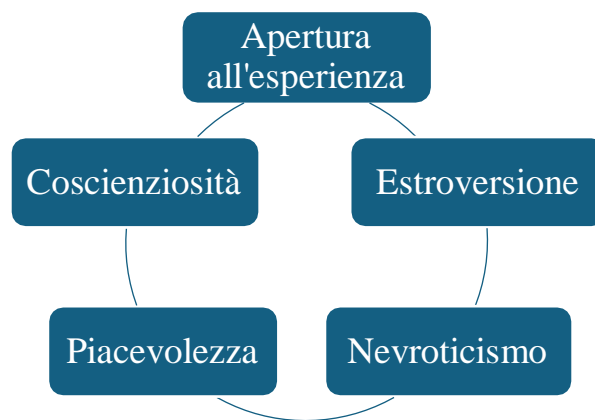 Apertura
all'esperienza
Coscienziosità
Estroversione
Piacevolezza
Nevroticismo